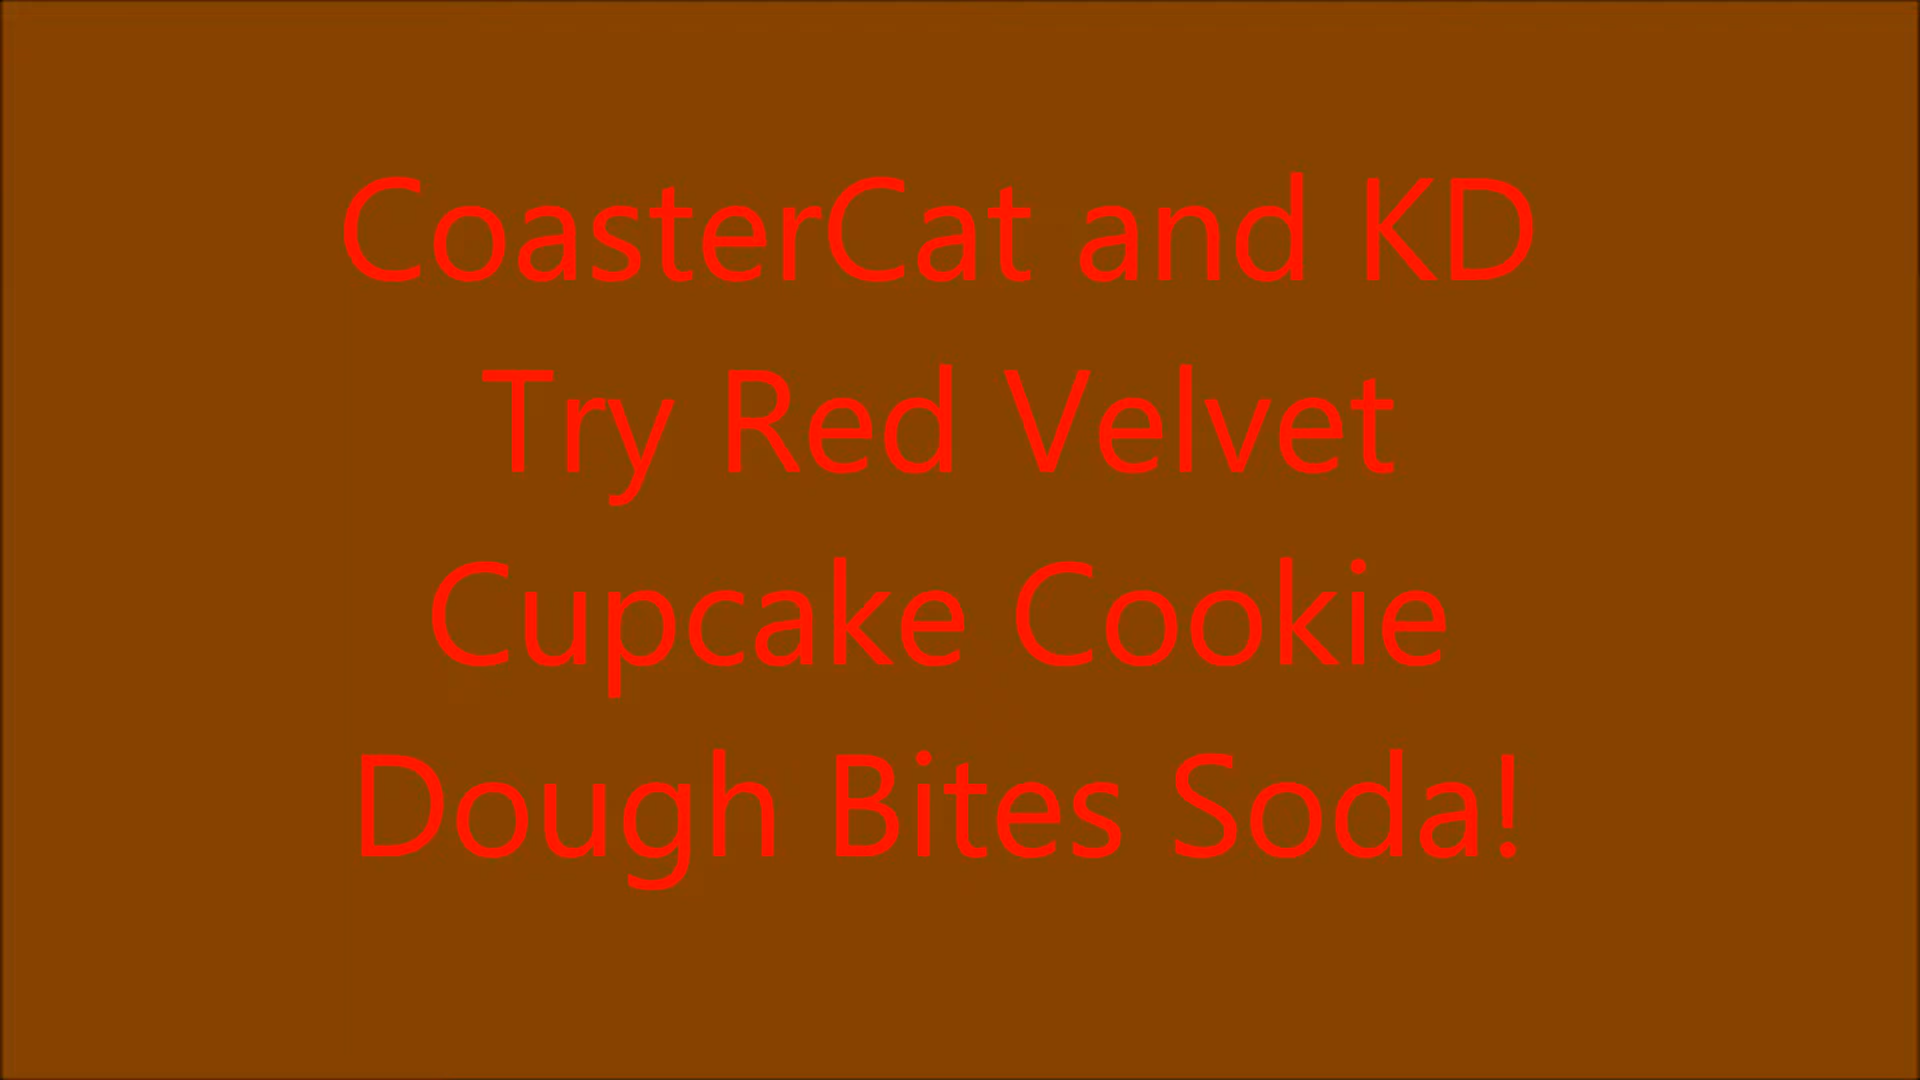 CoasterCat and KD
Try Red Velvet
Cupcake Cookie
Dough Bites Soda!